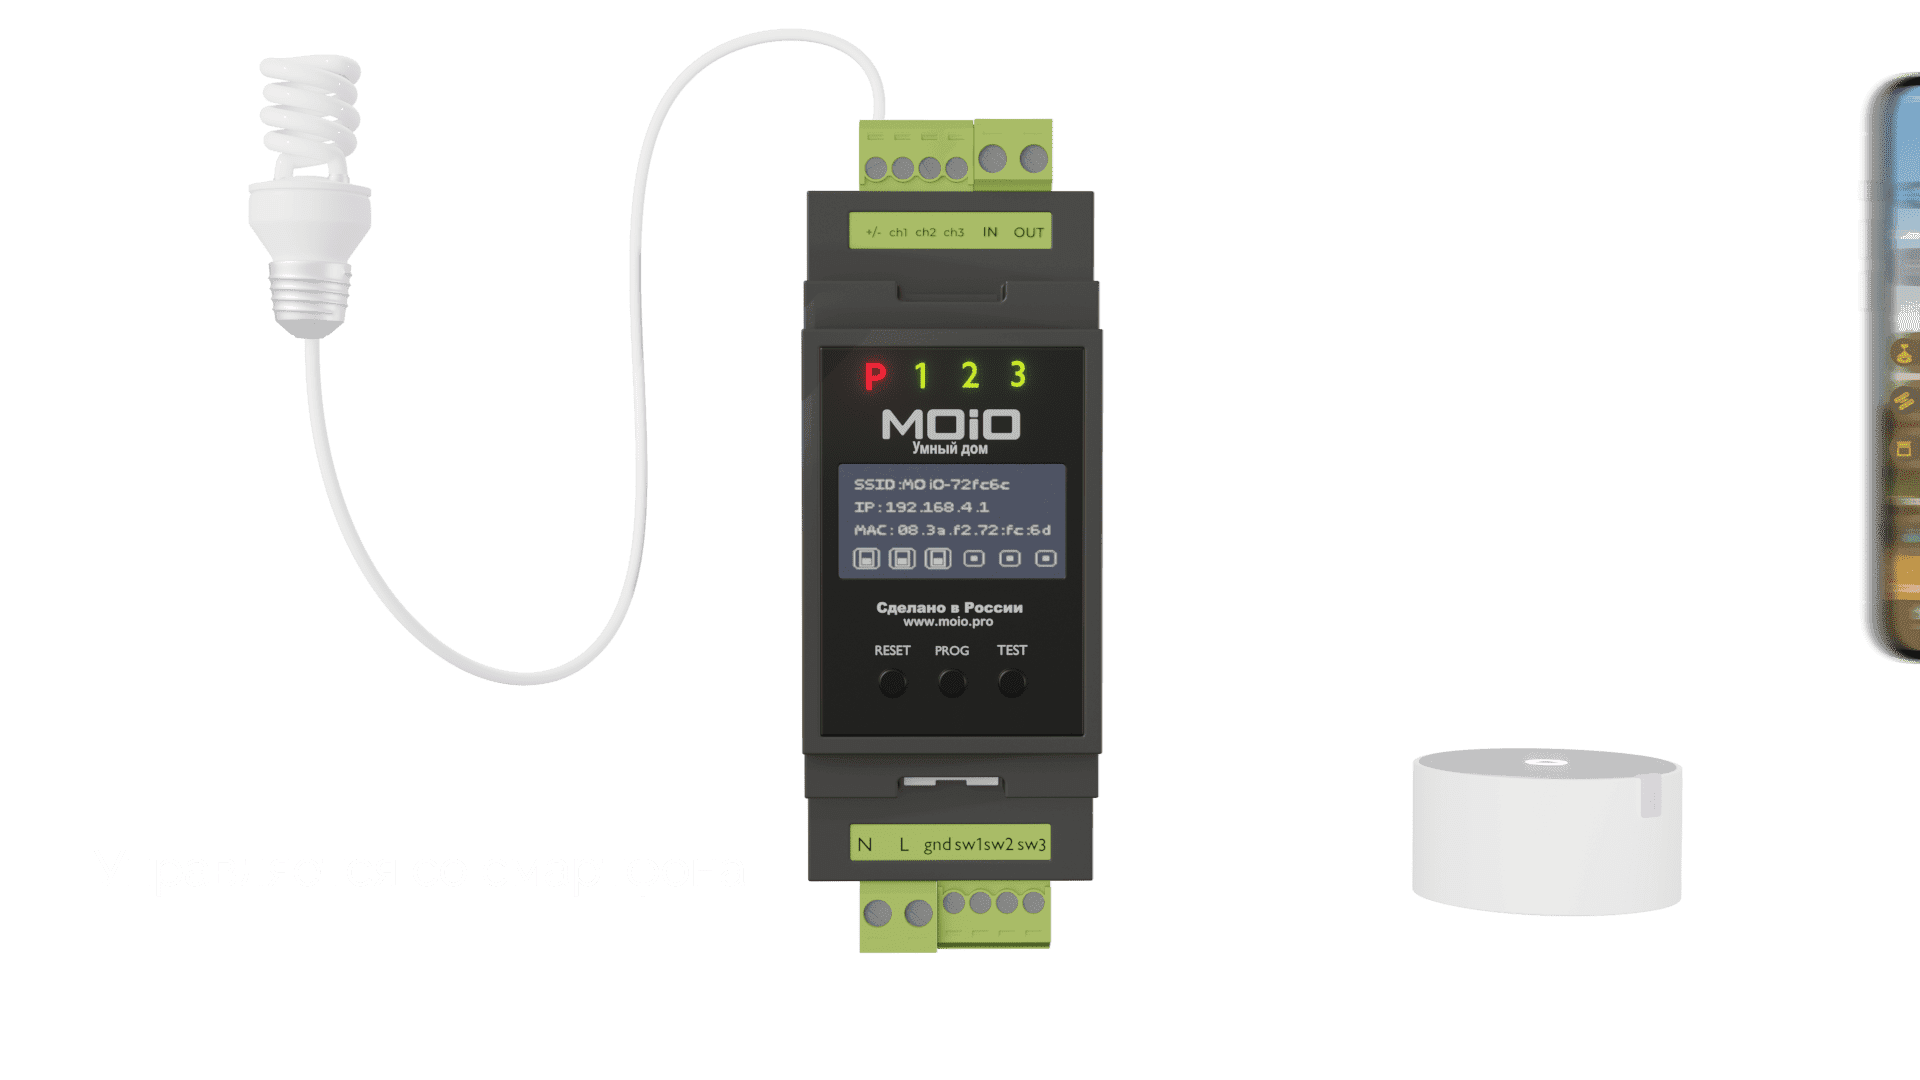 +/- ch1 ch2 ch3 IN OUT
P 1 2 3
MOiO
Умный дом
SSID:MOiO-72fc6c
IP:192.168.4.1
MAC:08.3a.f2.72:fc:6d
Сделано в России
www.moio.pro
RESET PROG TEST
N L gnd sw1 sw2 sw3